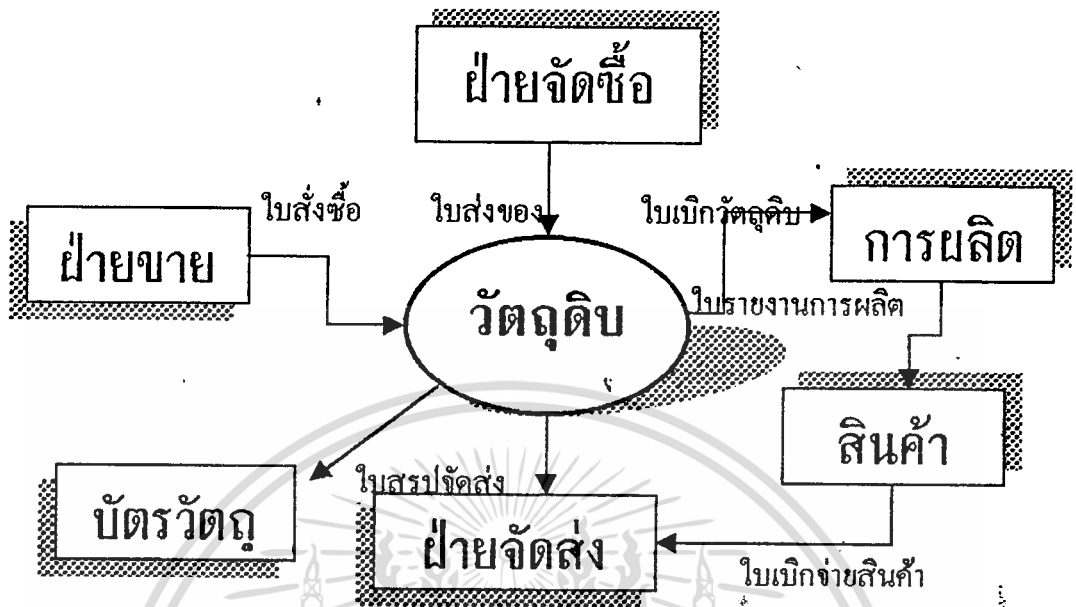 ฝ่ายจัดซื้อ
ใบสั่งซื้อ
ใบส่งของ
ใบเบิกวัตถุดิบ
ฝ่ายขาย
การผลิต
วัตถุดิบ
ใบรายงานการผลิต
สินค้า
ใบสรุปจัดส่ง
บัตรวัตถุ
ฝ่ายจัดส่ง
ใบเบิกจ่ายสินค้า